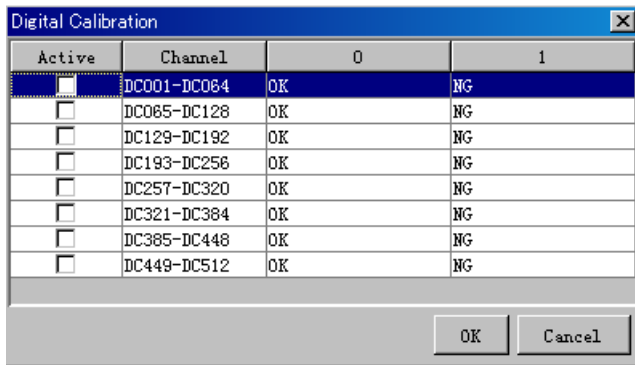 Digital Calibration
Active Channel 0 1
DC001-DC064 OK NG
DC065-DC128 OK NG
DC129-DC192 OK NG
DC193-DC256 OK NG
DC257-DC320 OK NG
DC321-DC384 OK NG
DC385-DC448 OK NG
DC449-DC512 OK NG
OK Cancel